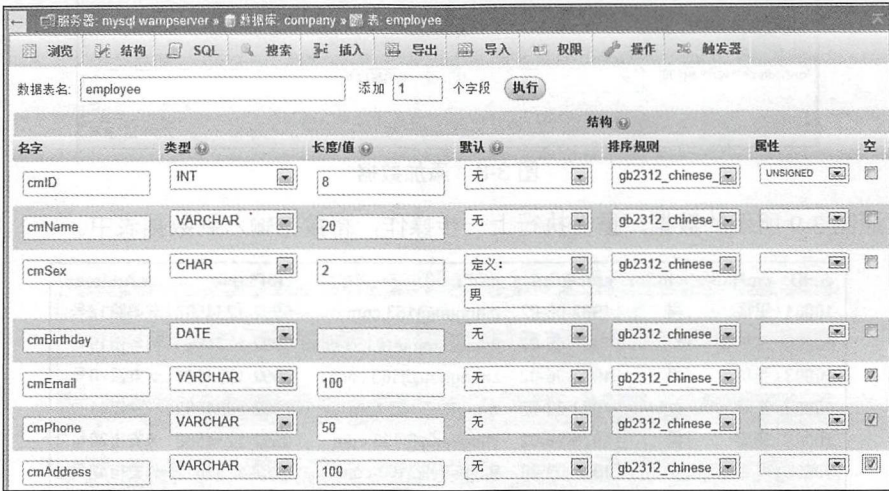 服务器: mysql wampserver » 数据库: company » 表: employee
浏览 结构 SQL 搜索 插入 导出 导入 权限 操作 触发器
数据表名: employee 添加 1 个字段 执行
结构
名字 类型 长度/值 默认 排序规则 属性 空
cmID INT 8 无 gb2312_chinese_ UNSIGNED
cmName VARCHAR 20 无 gb2312_chinese_
cmSex CHAR 2 定义: gb2312_chinese_
男
cmBirthday DATE 无 gb2312_chinese_
cmEmail VARCHAR 100 无 gb2312_chinese_
cmPhone VARCHAR 50 无 gb2312_chinese_
cmAddress VARCHAR 100 无 gb2312_chinese_